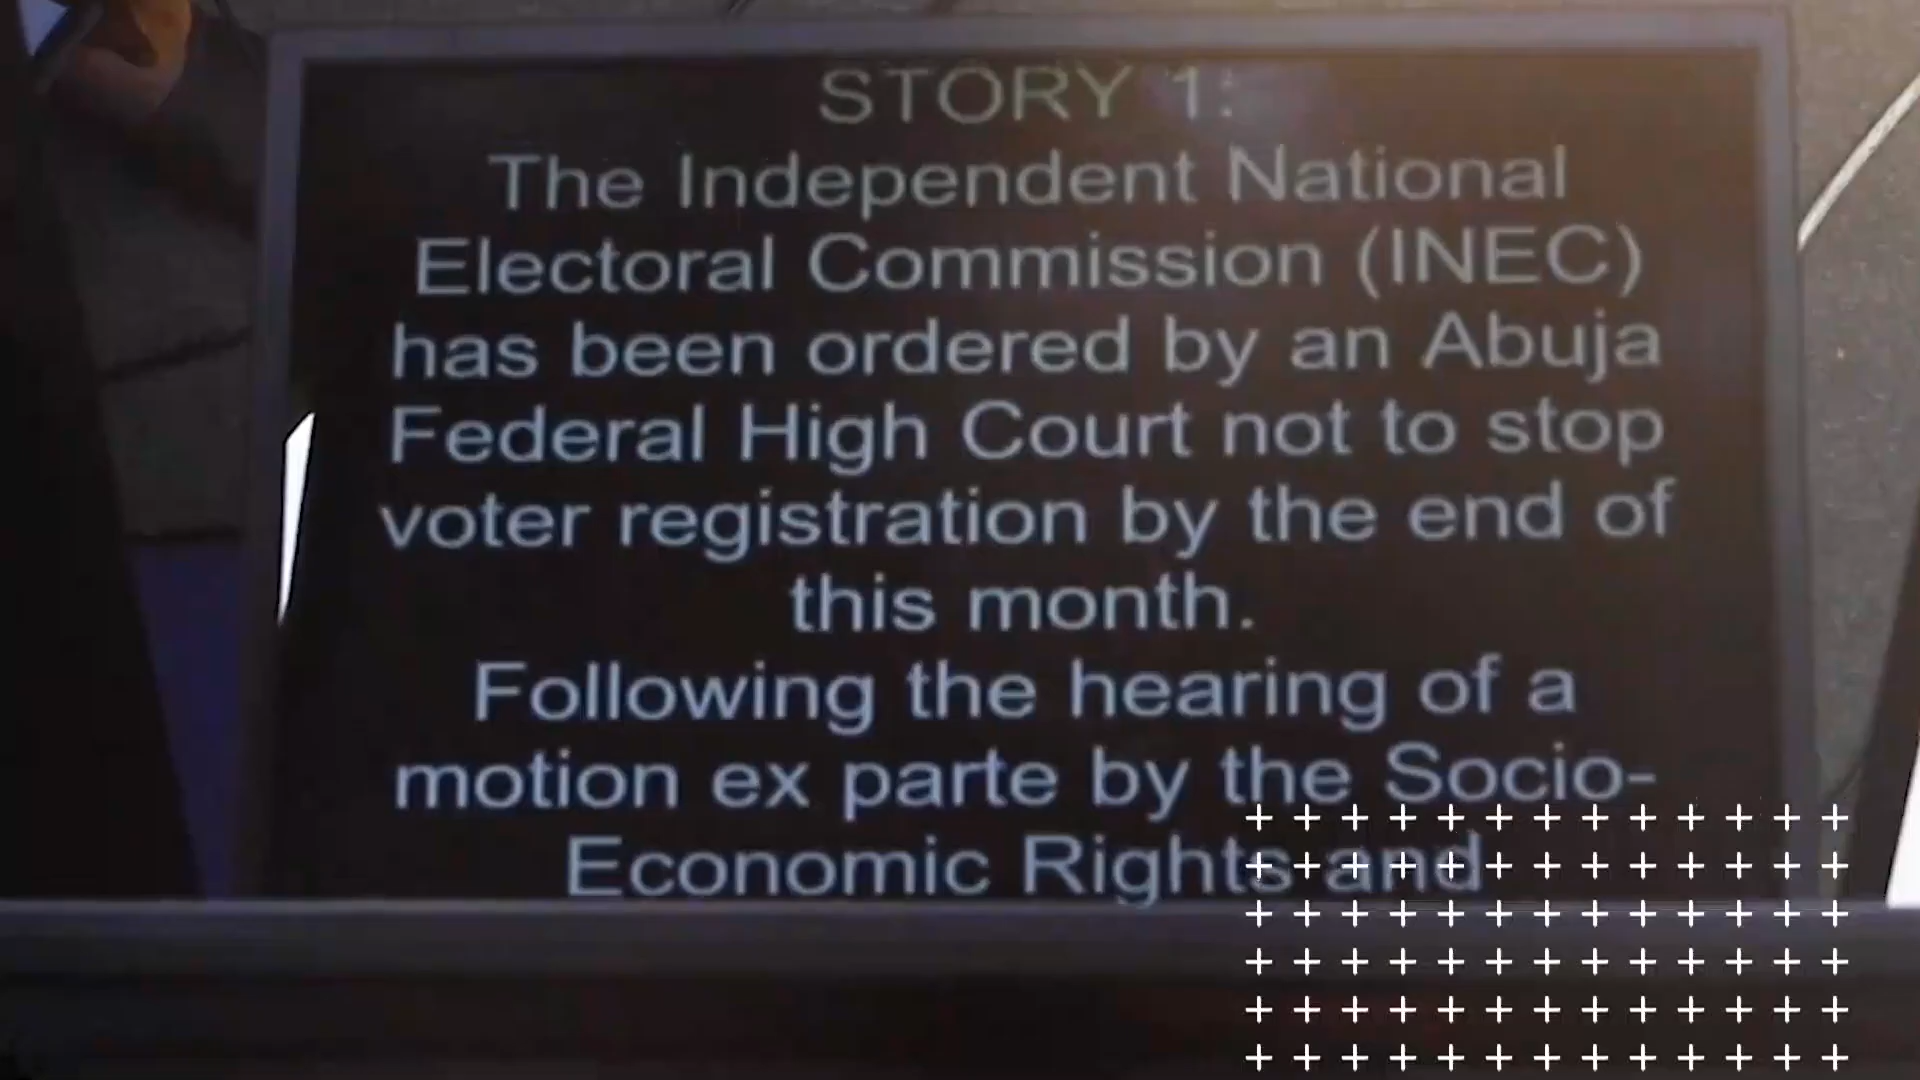 STORY 1:
The Independent National
Electoral Commission (INEC)
has been ordered by an Abuja
Federal High Court not to stop
voter registration by the end of
this month.
Following the hearing of a
motion ex parte by the Socio-
Economic Rights and